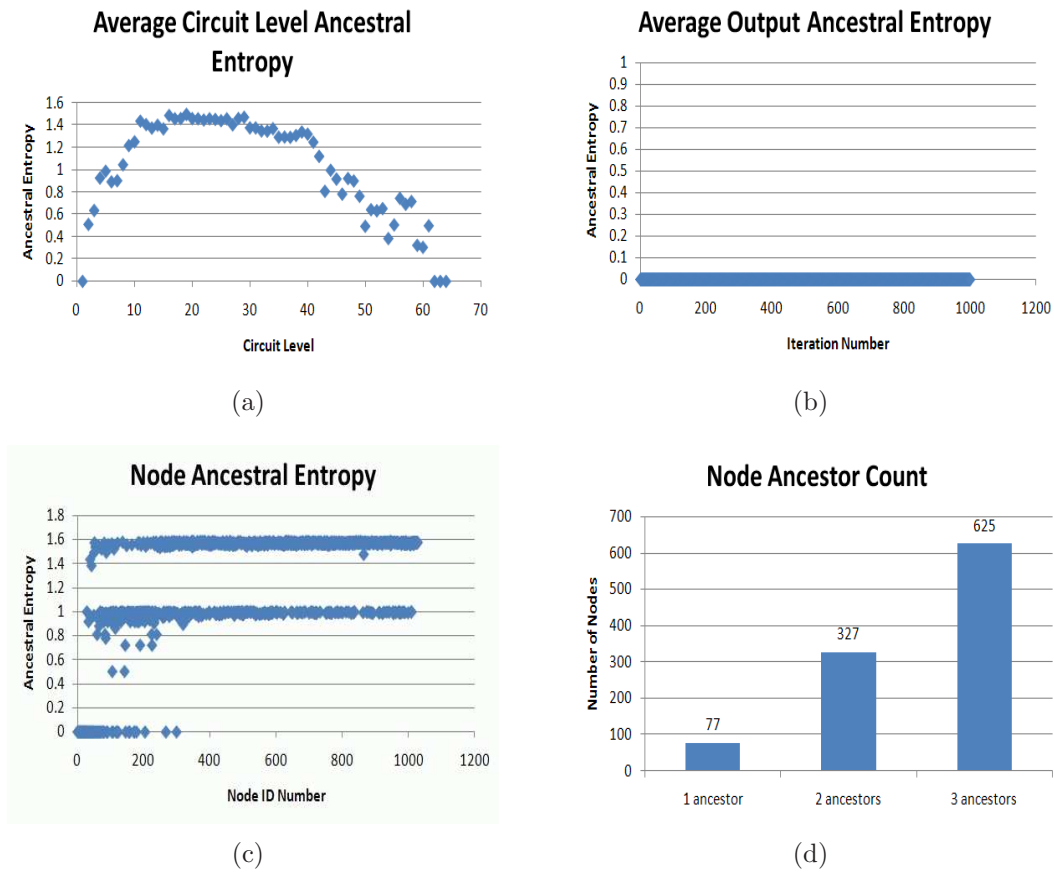 Average Circuit Level Ancestral
Entropy
Ancestral Entropy
1.6
1.4
1.2
1
0.8
0.6
0.4
0.2
0
0 10 20 30 40 50 60 70
Circuit Level
(a)
Average Output Ancestral Entropy
Ancestral Entropy
1
0.9
0.8
0.7
0.6
0.5
0.4
0.3
0.2
0.1
0
0 200 400 600 800 1000 1200
Iteration Number
(b)
Node Ancestral Entropy
Ancestral Entropy
1.8
1.6
1.4
1.2
1
0.8
0.6
0.4
0.2
0
0 200 400 600 800 1000 1200
Node ID Number
(c)
Node Ancestor Count
Number of Nodes
700
600
500
400
300
200
100
0
77
327
625
1 ancestor 2 ancestors 3 ancestors
(d)